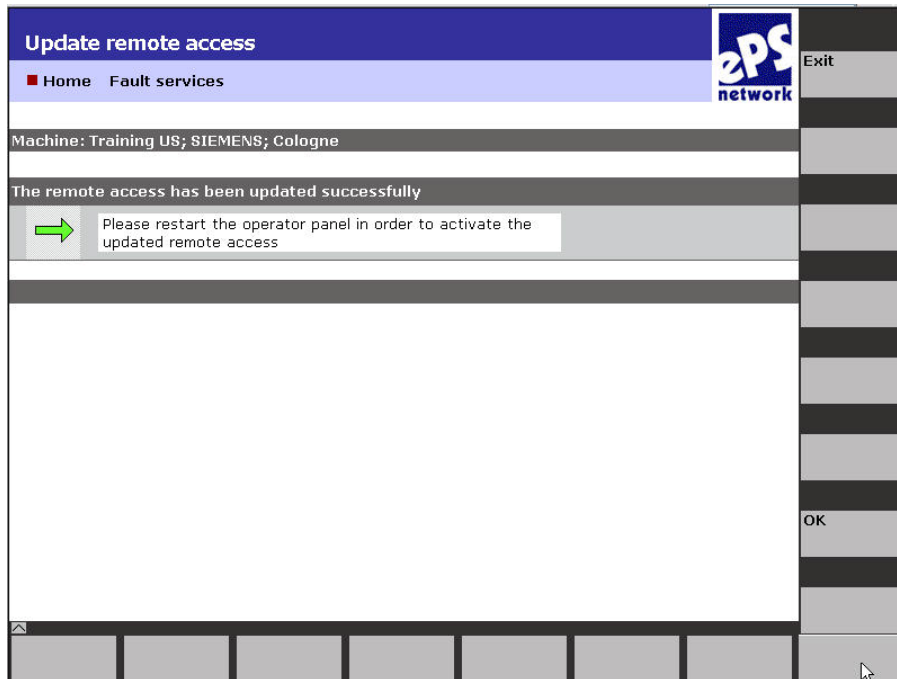 Update remote access
ePS
network
Exit
Home Fault services
Machine: Training US; SIEMENS; Cologne
The remote access has been updated successfully
Please restart the operator panel in order to activate the
updated remote access
OK